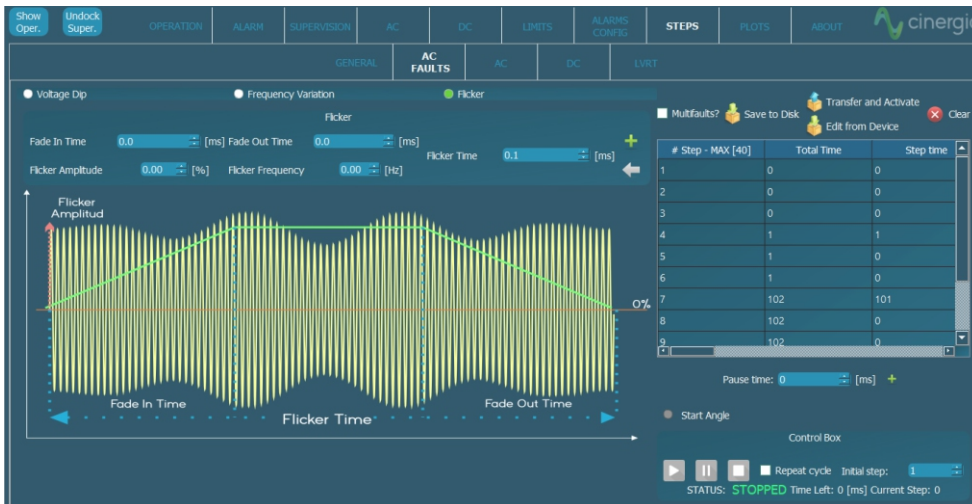 Show Oper.
Undock Super.
OPERATION ALARM SUPERVISION AC DC LIMITS ALARMS CONFIG STEPS PLOTS ABOUT
cinergi
GENERAL AC FAULTS AC DC LVRT
Voltage Dip Frequency Variation Flicker
Flicker
Fade In Time 0.0 [ms] Fade Out Time 0.0 [ms]
Flicker Time 0.1 [ms]
Flicker Amplitude 0.00 [%] Flicker Frequency 0.00 [Hz]
Flicker
Amplitud
0%
Fade In Time
Fade Out Time
Flicker Time
Multifaults? Save to Disk
Transfer and Activate
Edit from Device
Clear
# Step - MAX [40] Total Time Step time
1 0 0
2 0 0
3 0 0
4 1 1
5 1 0
6 1 0
7 102 101
8 102 0
9 102 0
Pause time: 0 [ms]
Start Angle
Control Box
Repeat cycle Initial step: 1
STATUS: STOPPED Time Left: 0 [ms] Current Step: 0